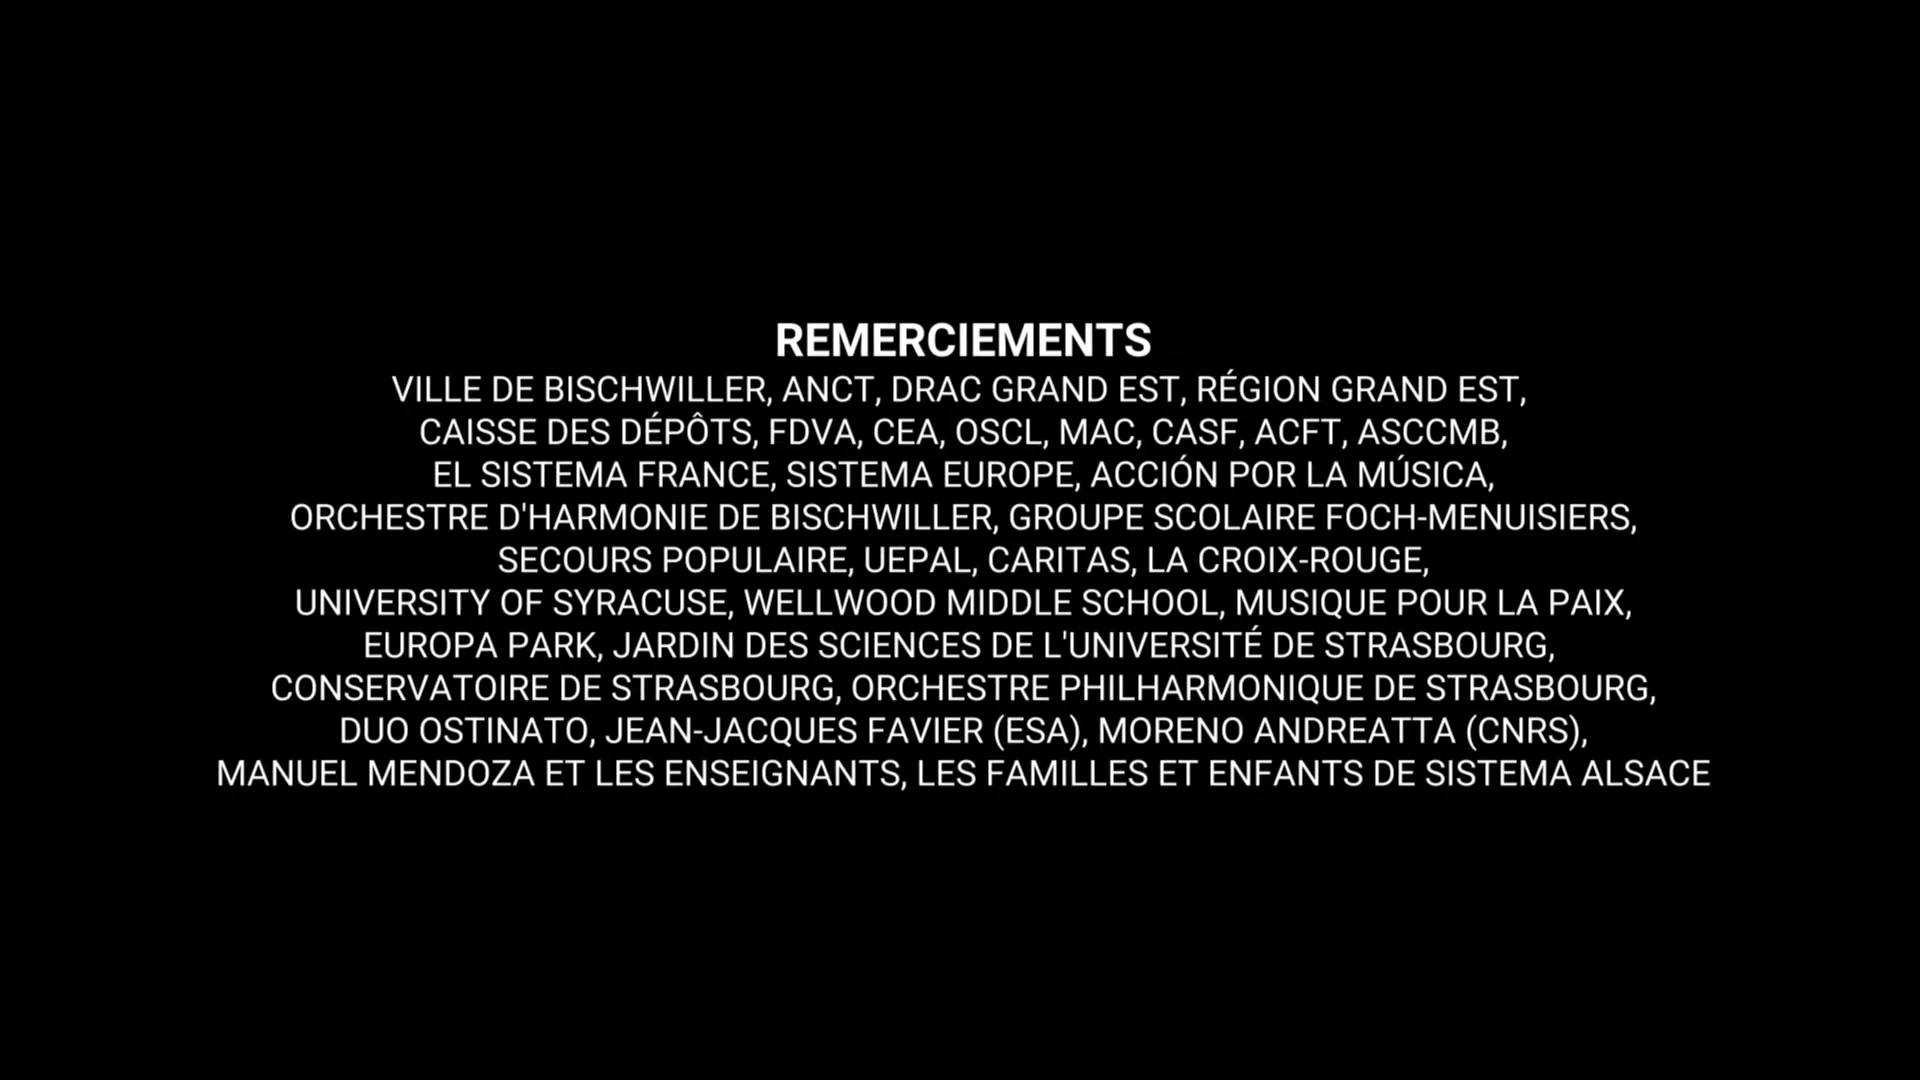 REMERCIEMENTS
VILLE DE BISCHWILLER, ANCT, DRAC GRAND EST, RÉGION GRAND EST,
CAISSE DES DÉPÔTS, FDVA, CEA, OSCL, MAC, CASF, ACFT, ASCCMB,
EL SISTEMA FRANCE, SISTEMA EUROPE, ACCIÓN POR LA MÚSICA,
ORCHESTRE D'HARMONIE DE BISCHWILLER, GROUPE SCOLAIRE FOCH-MENUISIERS,
SECOURS POPULAIRE, UEPAL, CARITAS, LA CROIX-ROUGE,
UNIVERSITY OF SYRACUSE, WELLWOOD MIDDLE SCHOOL, MUSIQUE POUR LA PAIX,
EUROPA PARK, JARDIN DES SCIENCES DE L'UNIVERSITÉ DE STRASBOURG,
CONSERVATOIRE DE STRASBOURG, ORCHESTRE PHILHARMONIQUE DE STRASBOURG,
DUO OSTINATO, JEAN-JACQUES FAVIER (ESA), MORENO ANDREATTA (CNRS),
MANUEL MENDOZA ET LES ENSEIGNANTS, LES FAMILLES ET ENFANTS DE SISTEMA ALSACE